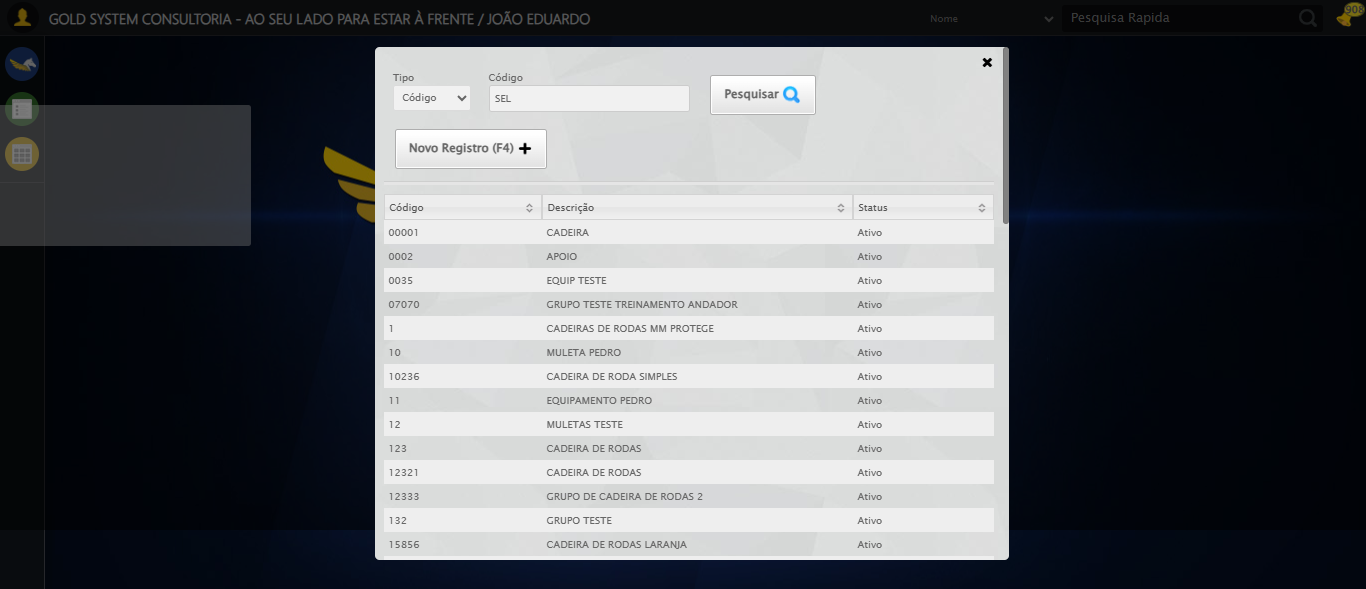 GOLD SYSTEM CONSULTORIA - AO SEU LADO PARA ESTAR À FRENTE / JOÃO EDUARDO
Nome
Pesquisa Rapida
908
Tipo
Código
Código
SEL
Pesquisar
Novo Registro (F4)
Código Descrição Status
00001 CADEIRA Ativo
0002 APOIO Ativo
0035 EQUIP TESTE Ativo
07070 GRUPO TESTE TREINAMENTO ANDADOR Ativo
1 CADEIRAS DE RODAS MM PROTEGE Ativo
10 MULETA PEDRO Ativo
10236 CADEIRA DE RODA SIMPLES Ativo
11 EQUIPAMENTO PEDRO Ativo
12 MULETAS TESTE Ativo
123 CADEIRA DE RODAS Ativo
12321 CADEIRA DE RODAS Ativo
12333 GRUPO DE CADEIRA DE RODAS 2 Ativo
132 GRUPO TESTE Ativo
15856 CADEIRA DE RODAS LARANJA Ativo